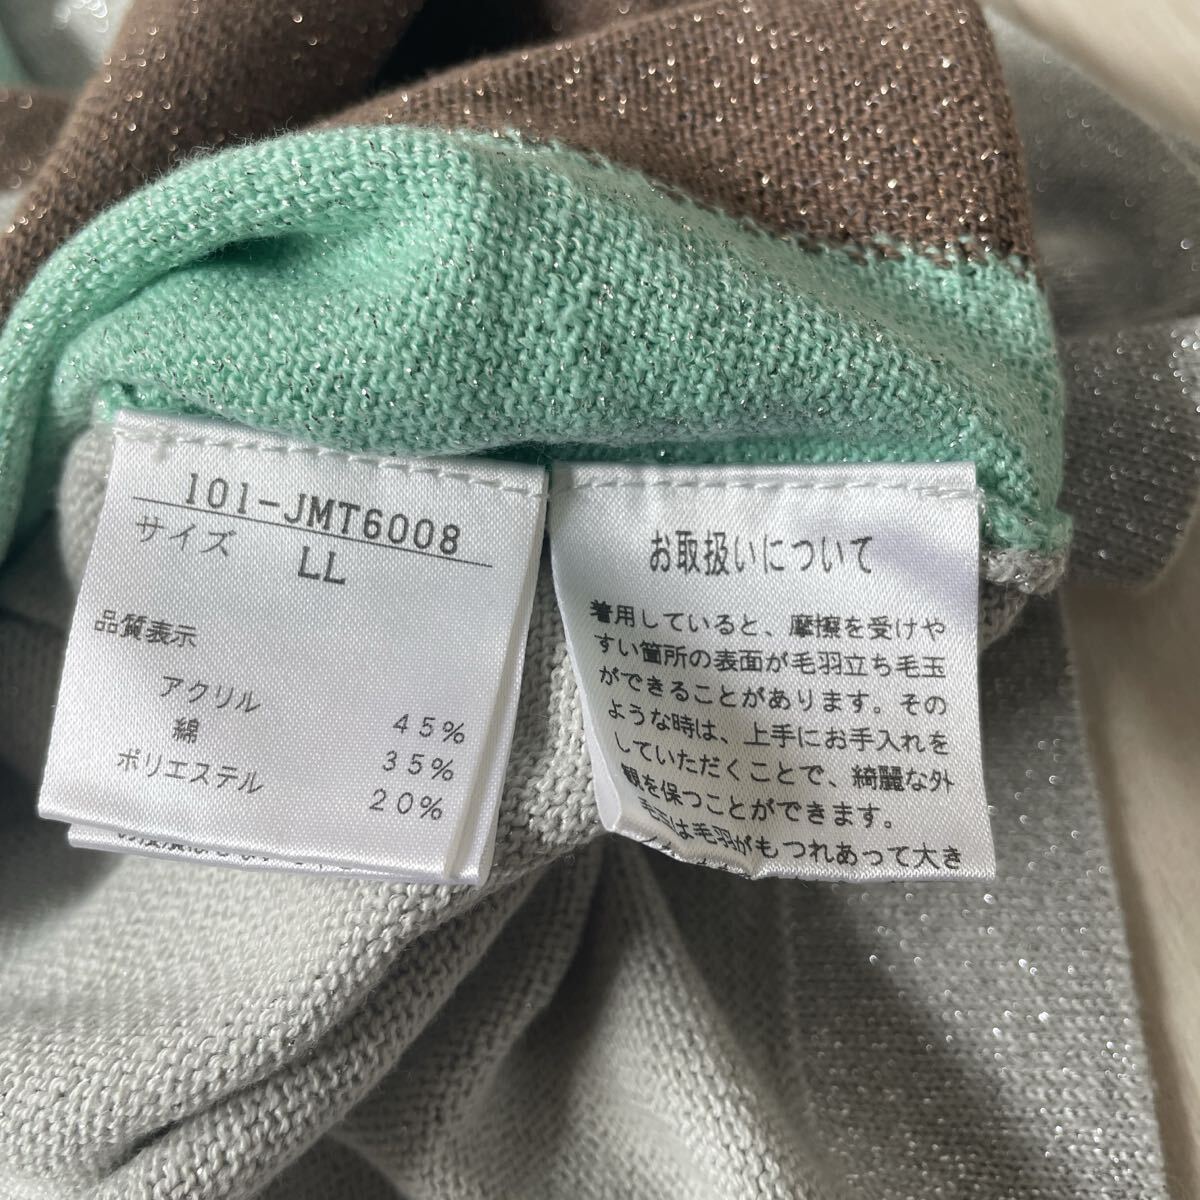 101-JMT6008
サイズ LL
品質表示
アクリル 45%
綿 35%
ポリエステル 20%
お取扱いについて
着用していると、摩擦を受けや
すい箇所の表面が毛羽立ち毛玉
ができることがあります。その
ような時は、上手にお手入れを
していただくことで、綺麗な外
観を保つことができます。
毛玉は毛羽がもつれあって大き